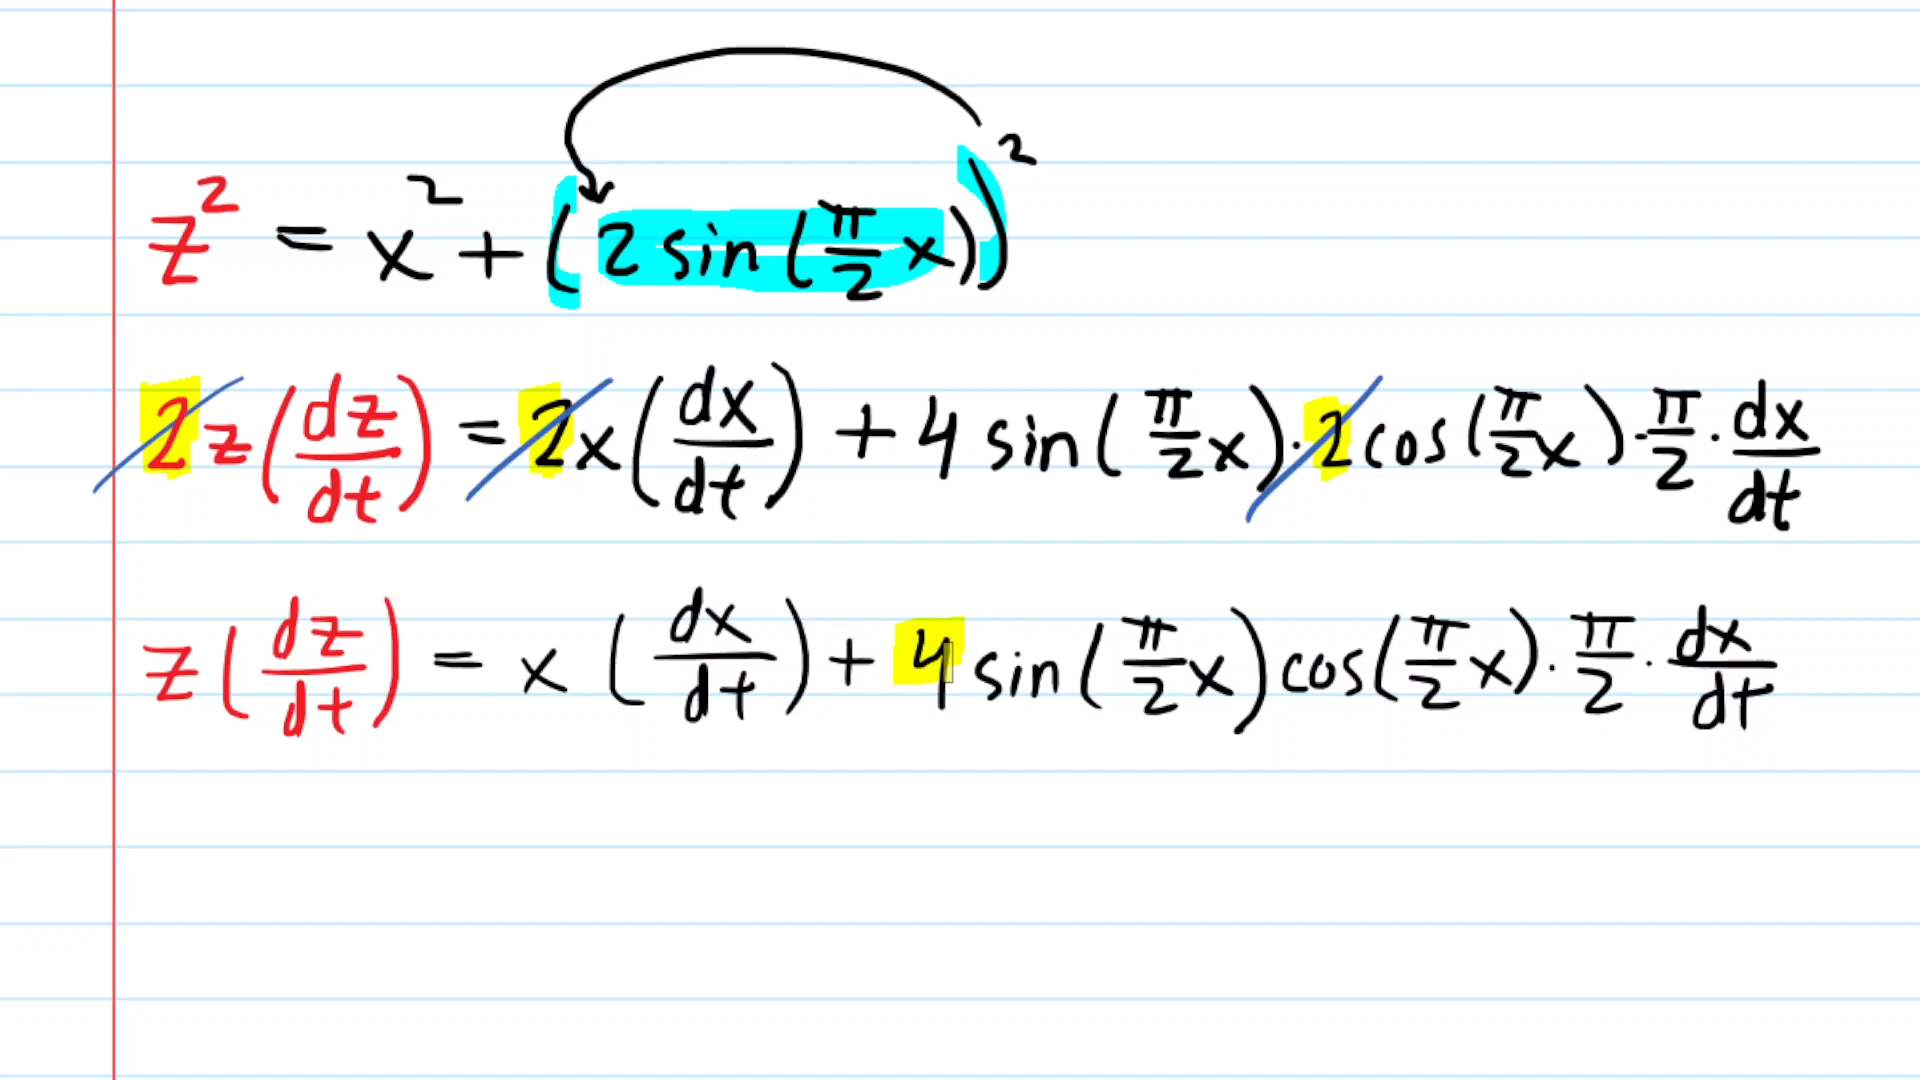 z² = x² + (2 sin(π/2 x))²
2z(dz/dt) = 2x(dx/dt) + 4 sin(π/2 x) · 2cos(π/2 x) · π/2 · dx/dt
z(dz/dt) = x(dx/dt) + 4 sin(π/2 x) cos(π/2 x) · π/2 · dx/dt